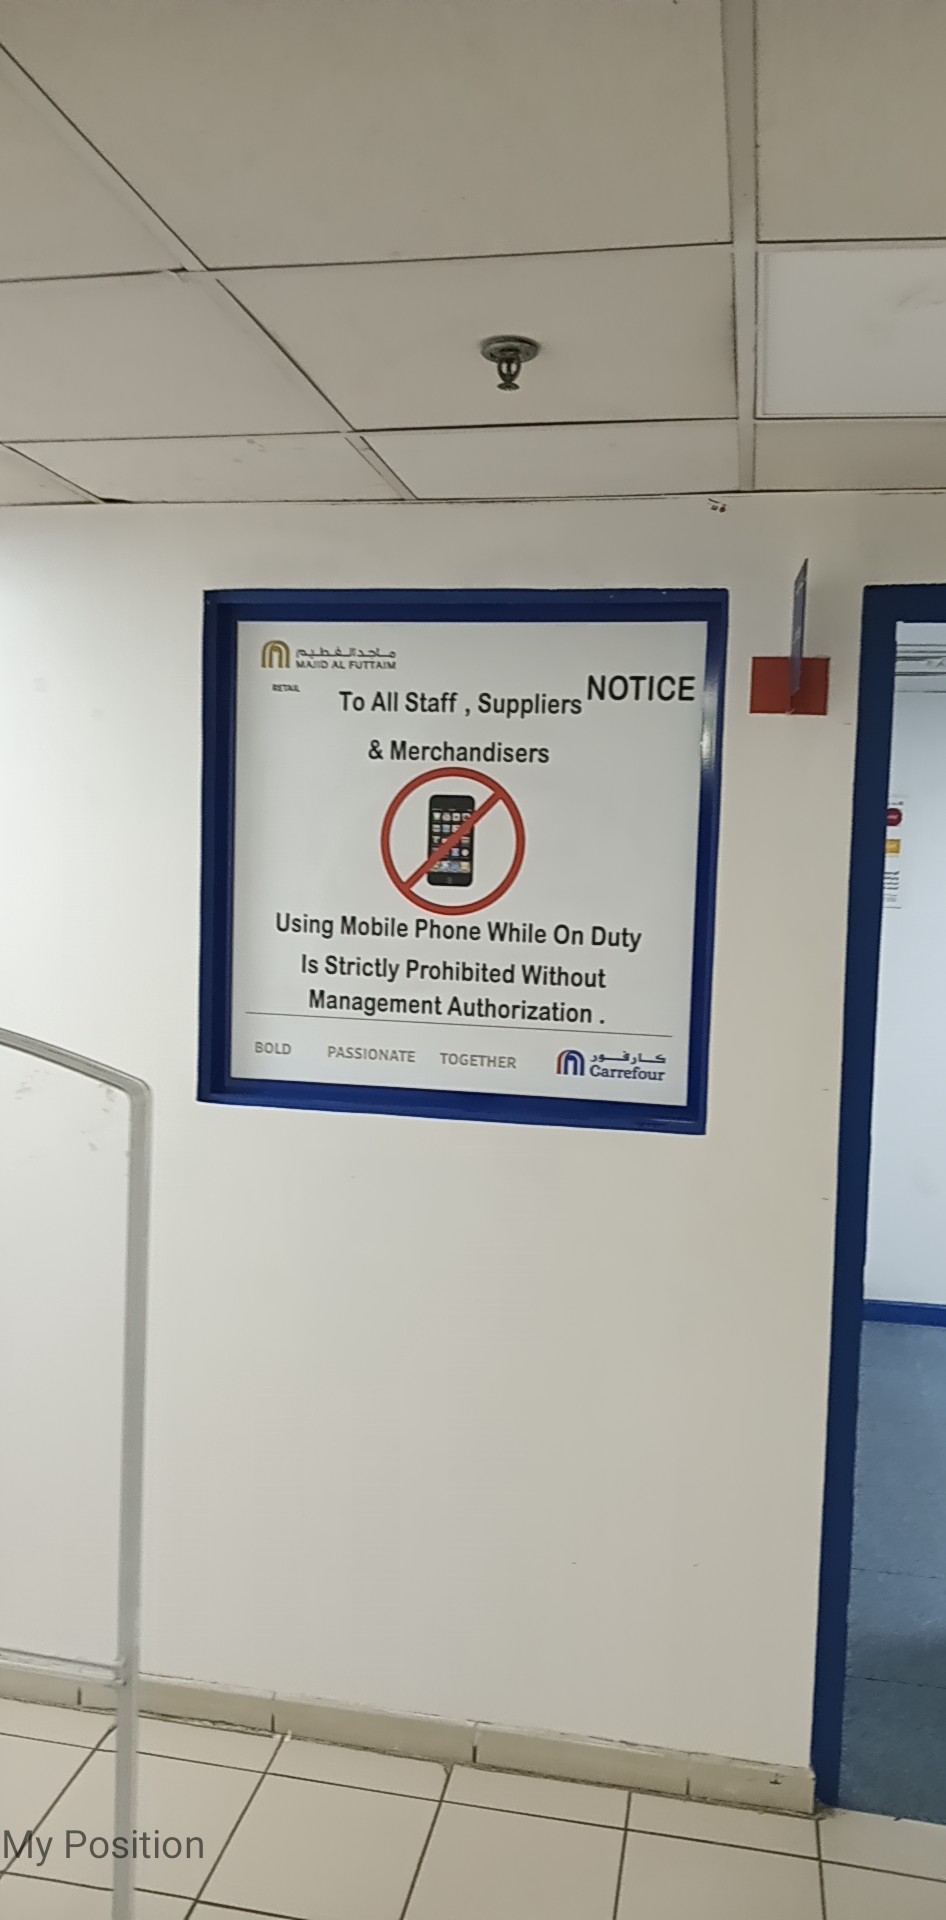 ماجد الفطيم
MAJID AL FUTTAIM
RETAIL
NOTICE
To All Staff , Suppliers
& Merchandisers
Using Mobile Phone While On Duty
Is Strictly Prohibited Without
Management Authorization .
BOLD PASSIONATE TOGETHER
كارفور
Carrefour
My Position